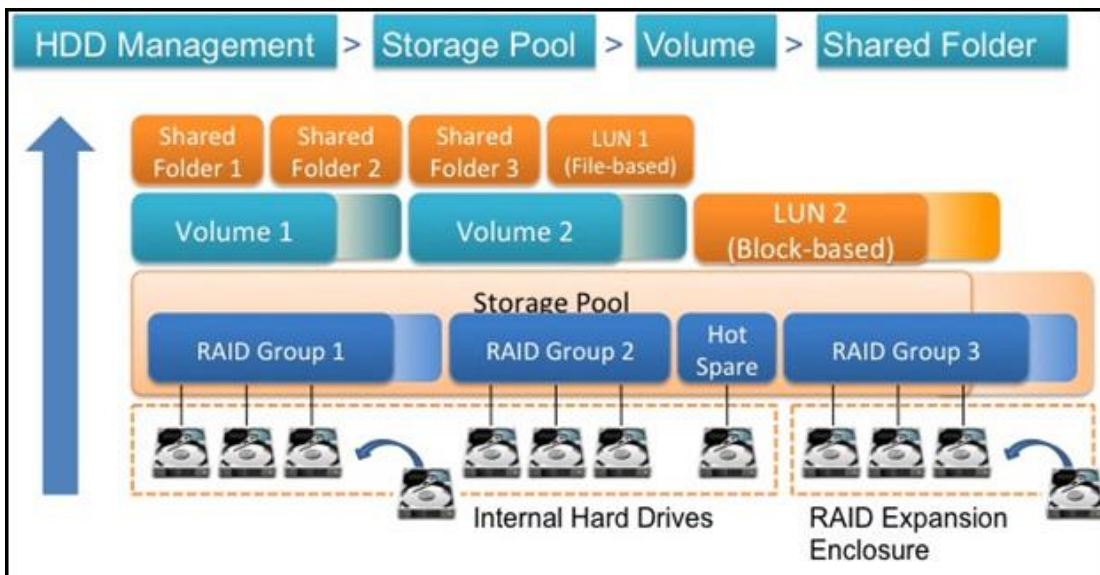 HDD Management > Storage Pool > Volume > Shared Folder
Shared Folder 1
Shared Folder 2
Shared Folder 3
LUN 1
(File-based)
Volume 1
Volume 2
LUN 2
(Block-based)
Storage Pool
RAID Group 1
RAID Group 2
Hot
Spare
RAID Group 3
Internal Hard Drives
RAID Expansion
Enclosure